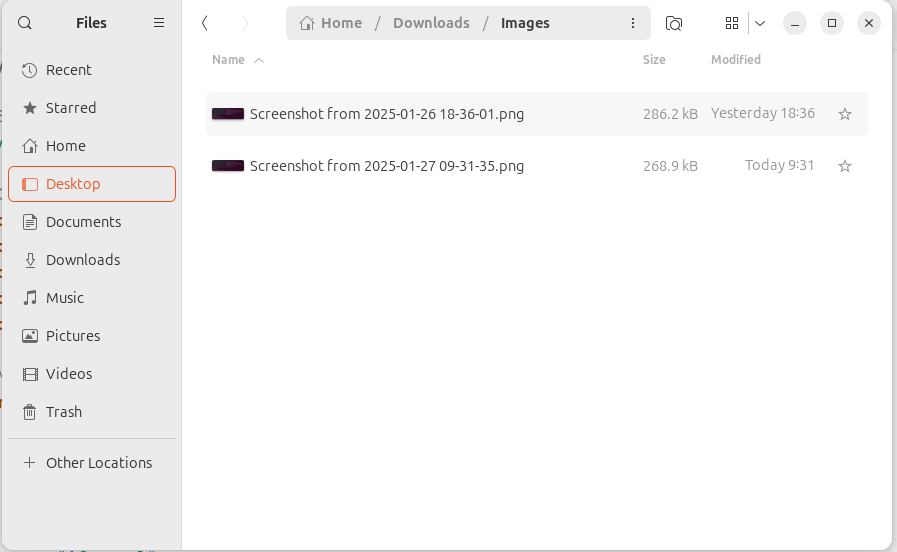 Files
Home / Downloads / Images
Name Size Modified
Recent
Starred
Home
Desktop
Documents
Downloads
Music
Pictures
Videos
Trash
Other Locations
Screenshot from 2025-01-26 18-36-01.png 286.2 kB Yesterday 18:36
Screenshot from 2025-01-27 09-31-35.png 268.9 kB Today 9:31